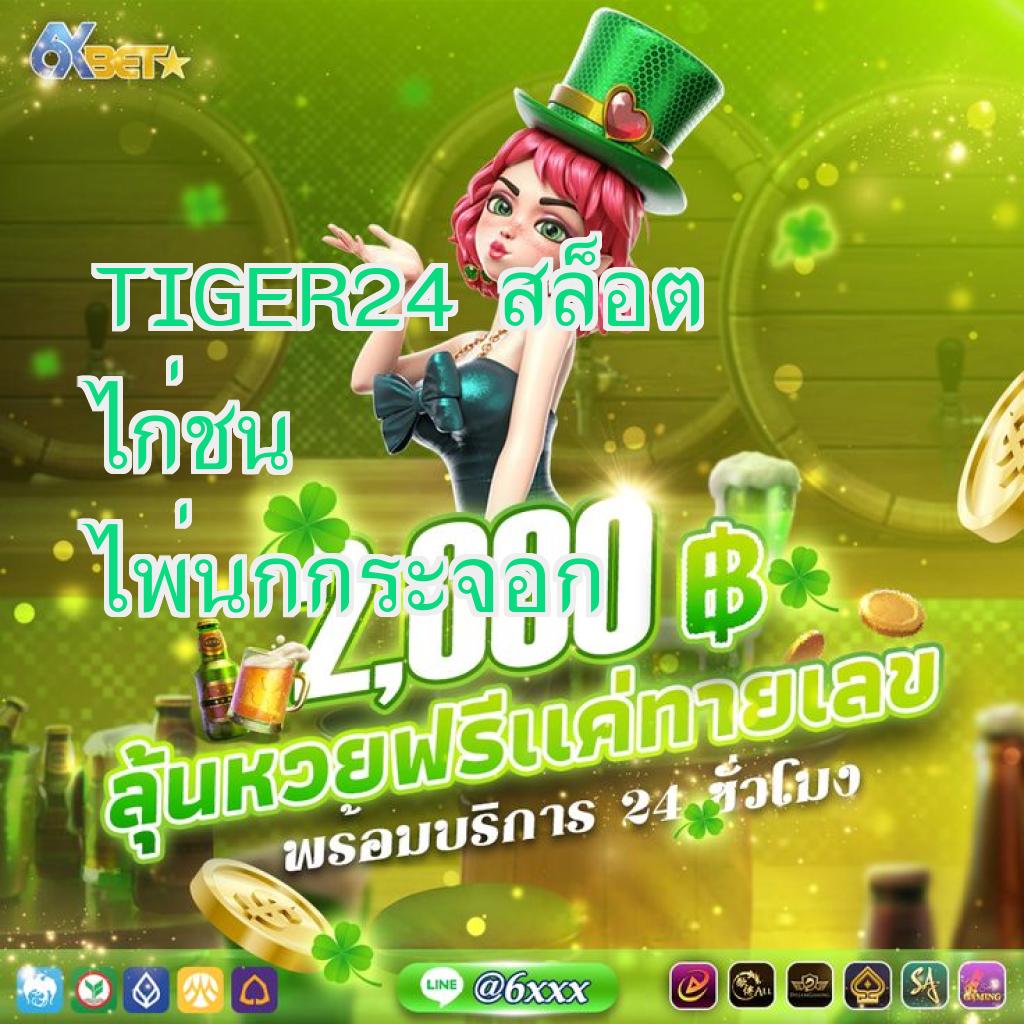 6XBET
TIGER24 สล็อต
ไก่ชน
ไพ่นกกระจอก
฿
ลุ้นหวยฟรีแค่ทายเลข
พร้อมบริการ 24 ชั่วโมง
LINE @6xxx
SA
GAMING